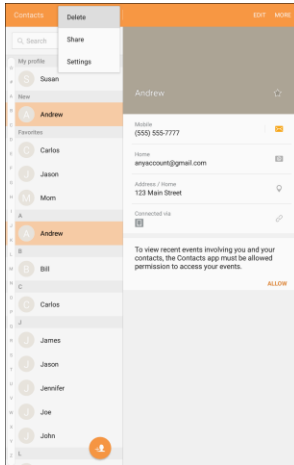 Contacts
EDIT MORE
Delete
Share
Settings
Search
My profile
Susan
New
Andrew
Favorites
Carlos
Jason
Mom
A
Andrew
B
Bill
C
Carlos
J
James
Jason
Jennifer
Joe
John
L
Andrew
Mobile
(555) 555-7777
Home
anyaccount@gmail.com
Address / Home
123 Main Street
Connected via
To view recent events involving you and your
contacts, the Contacts app must be allowed
permission to access your events.
ALLOW